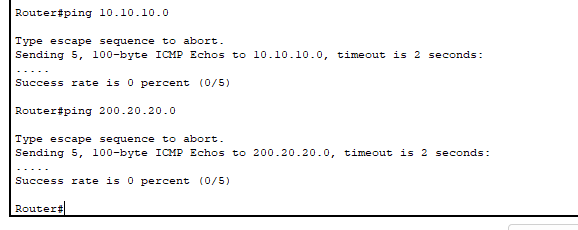 Router#ping 10.10.10.0
Type escape sequence to abort.
Sending 5, 100-byte ICMP Echos to 10.10.10.0, timeout is 2 seconds:
.....
Success rate is 0 percent (0/5)
Router#ping 200.20.20.0
Type escape sequence to abort.
Sending 5, 100-byte ICMP Echos to 200.20.20.0, timeout is 2 seconds:
.....
Success rate is 0 percent (0/5)
Router#